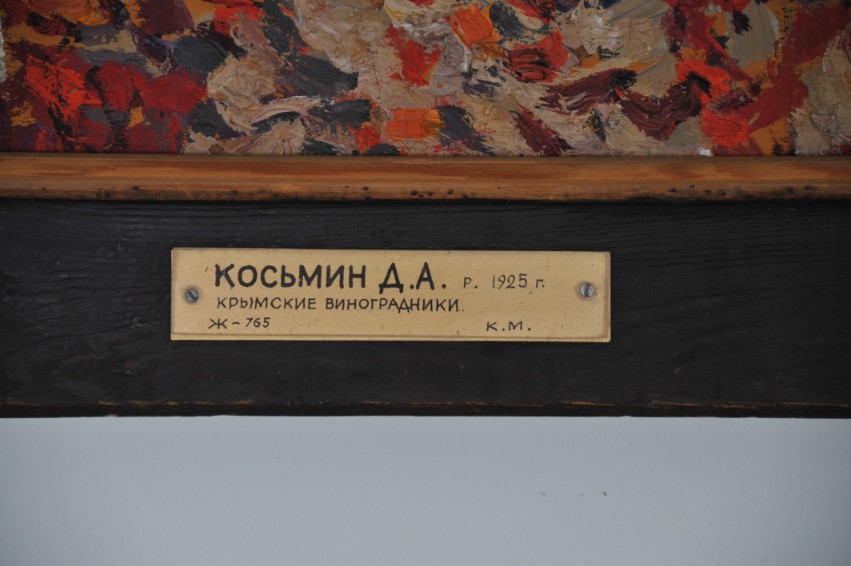 КОСЬМИН Д.А. Р. 1925 Г.
КРЫМСКИЕ ВИНОГРАДНИКИ.
Ж-765 К.М.